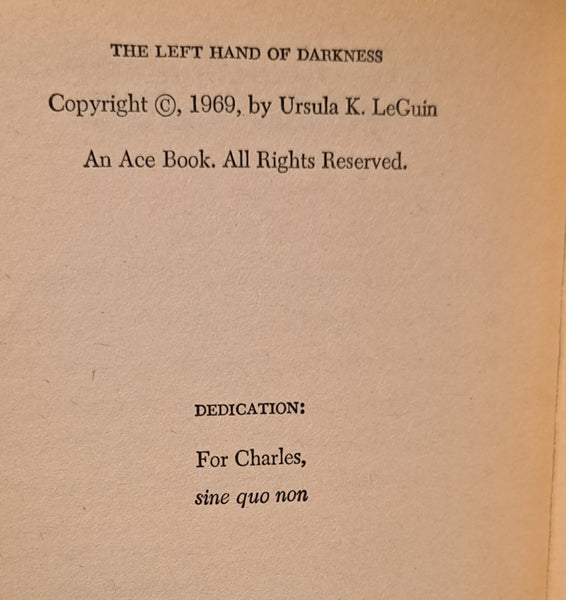 THE LEFT HAND OF DARKNESS
Copyright ©, 1969, by Ursula K. LeGuin
An Ace Book. All Rights Reserved.
DEDICATION:
For Charles,
sine quo non